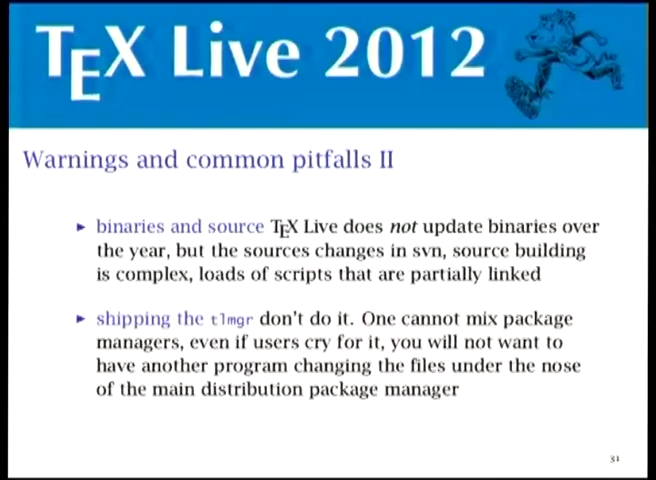 TEX Live 2012
Warnings and common pitfalls II
► binaries and source TEX Live does not update binaries over
the year, but the sources changes in svn, source building
is complex, loads of scripts that are partially linked
► shipping the tlmgr don't do it. One cannot mix package
managers, even if users cry for it, you will not want to
have another program changing the files under the nose
of the main distribution package manager
31